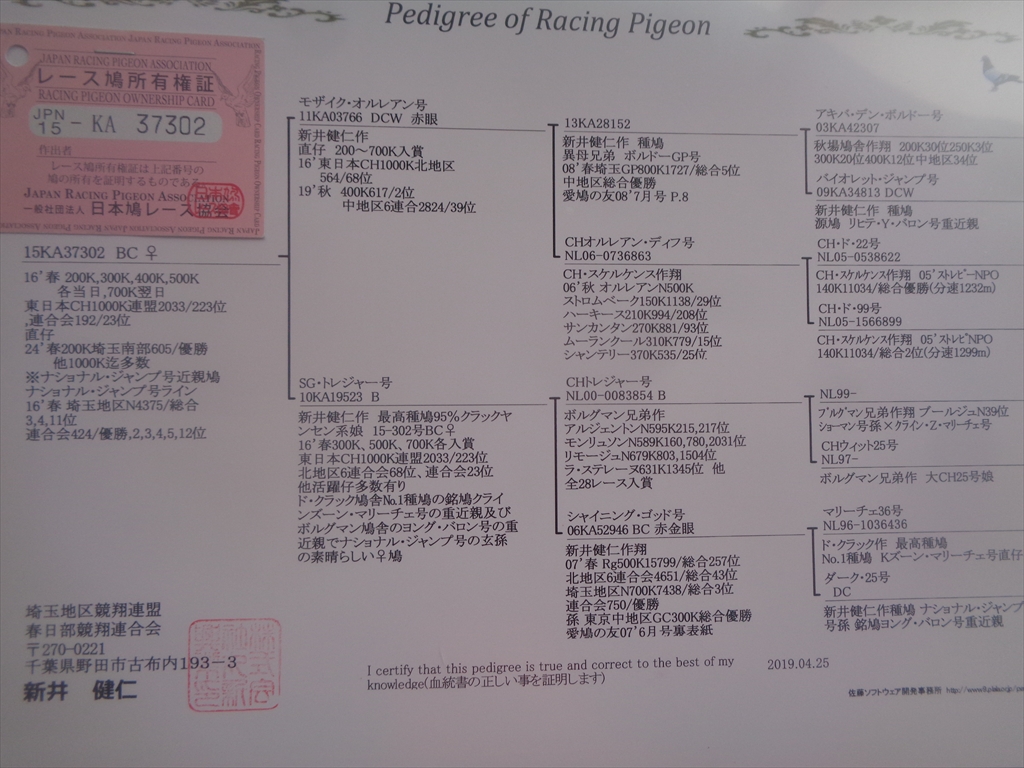 Pedigree of Racing Pigeon
JAPAN RACING PIGEON ASSOCIATION
レース鳩所有権証
RACING PIGEON OWNERSHIP CARD
JPN
15 - KA 37302
作出者
レース鳩所有権証は上記番号の
鳩の所有を証明するものである
JAPAN RACING PIGEON ASSOCIATION
一般社団法人 日本鳩レース協会
15KA37302 BC ♀
16'春 200K,300K,400K,500K
各当日,700K翌日
東日本CH1000K連盟2033/223位
,連合会192/23位
直仔
24'春200K埼玉南部605/優勝
他1000K迄多数
※ナショナル・ジャンプ号近親鳩
ナショナル・ジャンプ号ライン
16'春 埼玉地区N4375/総合
3,4,11位
連合会424/優勝,2,3,4,5,12位
モザイク・オルレアン号
11KA03766 DCW 赤眼
新井健仁作
直仔 200~700K入賞
16'東日本CH1000K北地区
564/68位
19'秋 400K617/2位
中地区6連合2824/39位
SG・トレジャー号
10KA19523 B
新井健仁作 最高種鳩95%クラックヤ
ンセン系娘 15-302号BC♀
16'春300K、500K、700K各入賞
東日本CH1000K連盟2033/223位
北地区6連合会68位、連合会23位
他活躍仔多数有り
ド・クラック鳩舎No.1種鳩の銘鳩クライ
ンズーン・マリーチェ号の重近親及び
ボルグマン鳩舎のヨング・バロン号の重
近親でナショナル・ジャンプ号の玄孫
の素晴らしい♀鳩
13KA28152
新井健仁作 種鳩
異母兄弟 ボルドーGP号
08'春埼玉GP800K1727/総合5位
中地区総合優勝
愛鳩の友08'7月号 P.8
CHオルレアン・ディフ号
NL06-0736863
CH・スケルケンス作翔
06'秋 オルレアンN500K
ストロムベーク150K1138/29位
ハーキース210K994/208位
サンカンタン270K881/93位
ムーランクール310K779/15位
シャンテリー370K535/25位
CHトレジャー号
NL00-0083854 B
ボルグマン兄弟作
アルジェントンN595K215,217位
モンリュソンN589K160,780,2031位
リモージュN679K803,1504位
ラ・ステレーヌ631K1345位 他
全28レース入賞
シャイニング・ゴッド号
06KA52946 BC 赤金眼
新井健仁作翔
07'春 Rg500K15799/総合257位
北地区6連合会4651/総合43位
埼玉地区N700K7438/総合3位
連合会750/優勝
孫 東京中地区GC300K総合優勝
愛鳩の友07'6月号裏表紙
アキバ・デン・ボルドー号
03KA42307
秋場鳩舎作翔 200K30位250K3位
300K20位400K12位中地区34位
バイオレット・ジャンプ号
09KA34813 DCW
新井健仁作 種鳩
源鳩 リヒテ・Y・バロン号重近親
CH・ド・22号
NL05-0538622
CH・スケルケンス作翔 05'ストレピーNPO
140K11034/総合優勝(分速1232m)
CH・ド・99号
NL05-1566899
CH・スケルケンス作翔 05'ストレピNPO
140K11034/総合2位(分速1299m)
NL99-
ブルグマン兄弟作翔 ブールジュN39位
ショーマン号孫×クライン・Z・マリーチェ号
CHウィット25号
NL97-
ボルグマン兄弟作 大CH25号娘
マリーチェ36号
NL96-1036436
ド・クラック作 最高種鳩
No.1種鳩 Kズーン・マリーチェ号直仔
ダーク・25号
DC
新井健仁作種鳩 ナショナル・ジャンプ
号孫 銘鳩ヨング・バロン号重近親
埼玉地区競翔連盟
春日部競翔連合会
〒270-0221
千葉県野田市古布内193-3
新井 健仁
I certify that this pedigree is true and correct to the best of my
knowledge(血統書の正しい事を証明します)
2019.04.25
佐藤ソフトウェア開発事務所